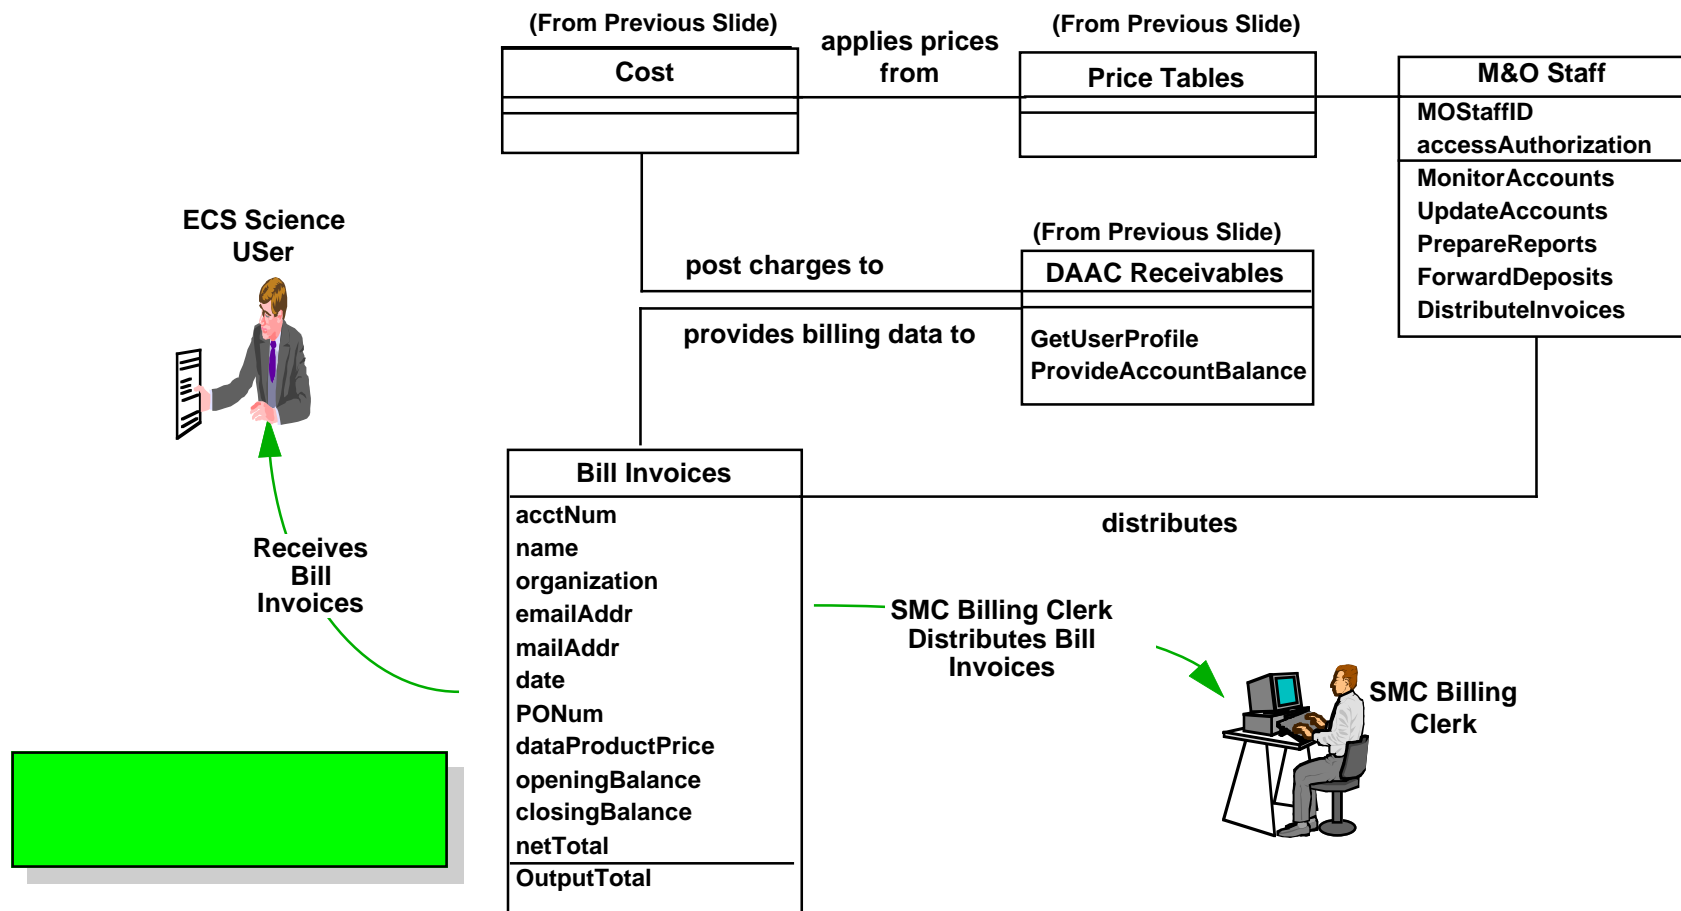 (From Previous Slide)
Cost
applies prices
from
(From Previous Slide)
Price Tables
M&O Staff
MOStaffID
accessAuthorization
MonitorAccounts
UpdateAccounts
PrepareReports
ForwardDeposits
DistributeInvoices
ECS Science
USer
post charges to
(From Previous Slide)
DAAC Receivables
provides billing data to
GetUserProfile
ProvideAccountBalance
Bill Invoices
acctNum
name
organization
emailAddr
mailAddr
date
PONum
dataProductPrice
openingBalance
closingBalance
netTotal
OutputTotal
distributes
Receives
Bill
Invoices
SMC Billing Clerk
Distributes Bill
Invoices
SMC Billing
Clerk